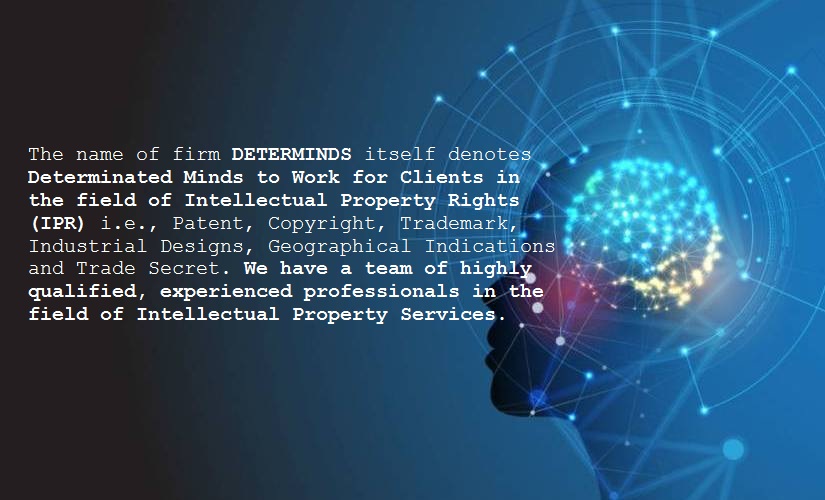 The name of firm DETERMINDS itself denotes
Determinated Minds to Work for Clients in
the field of Intellectual Property Rights
(IPR) i.e., Patent, Copyright, Trademark,
Industrial Designs, Geographical Indications
and Trade Secret. We have a team of highly
qualified, experienced professionals in the
field of Intellectual Property Services.